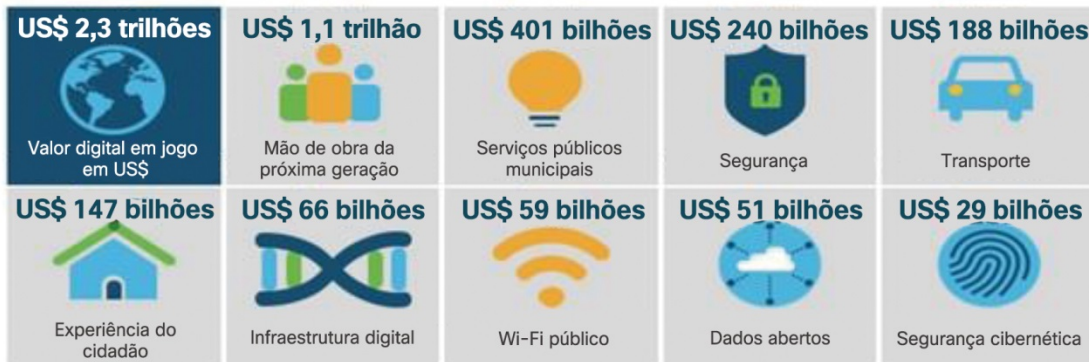 US$ 2,3 trilhões
Valor digital em jogo
em US$
US$ 1,1 trilhão
Mão de obra da
próxima geração
US$ 401 bilhões
Serviços públicos
municipais
US$ 240 bilhões
Segurança
US$ 188 bilhões
Transporte
US$ 147 bilhões
Experiência do
cidadão
US$ 66 bilhões
Infraestrutura digital
US$ 59 bilhões
Wi-Fi público
US$ 51 bilhões
Dados abertos
US$ 29 bilhões
Segurança cibernética